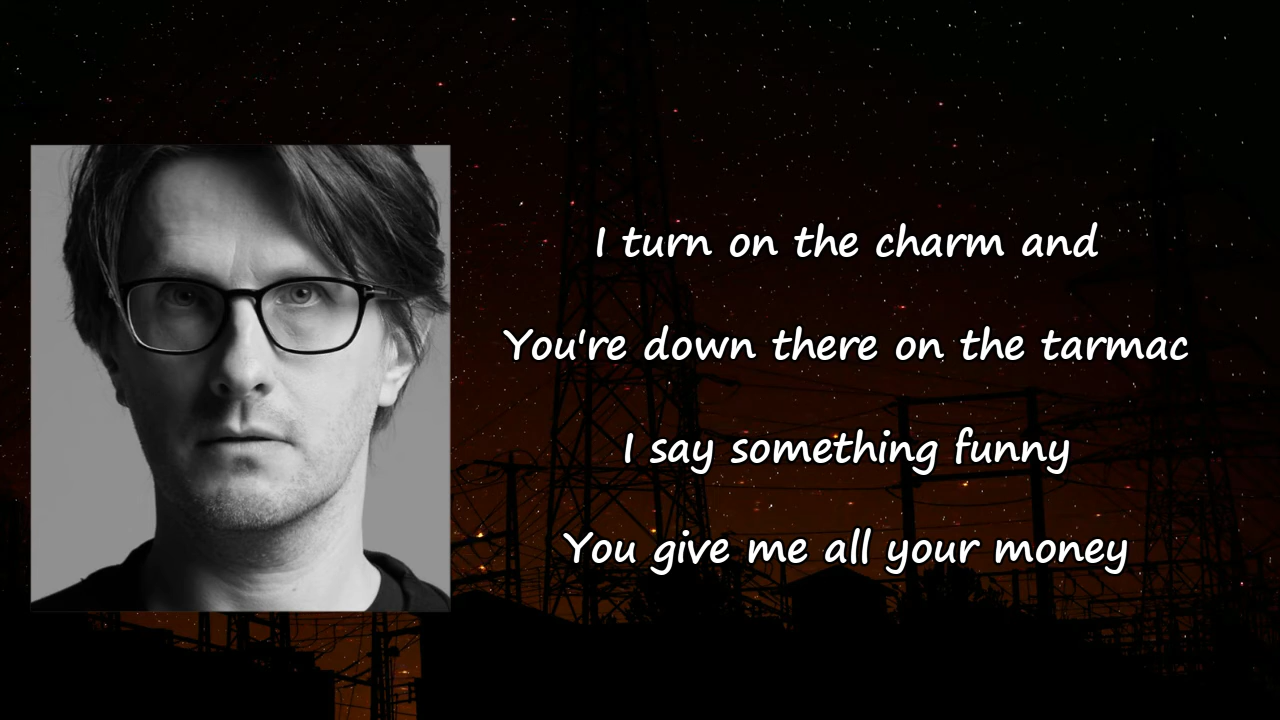 I turn on the charm and
You're down there on the tarmac
I say something funny
You give me all your money